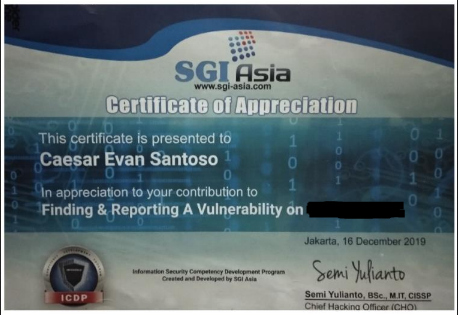 SGI Asia
www.sgi-asia.com
Certificate of Appreciation
This certificate is presented to
Caesar Evan Santoso
In appreciation to your contribution to
Finding & Reporting A Vulnerability on
Jakarta, 16 December 2019
Information Security Competency Development Program
Created and Developed by SGI Asia
Semi Yulianto
Semi Yulianto, BSc., M.IT, CISSP
Chief Hacking Officer (CHO)
ICDP